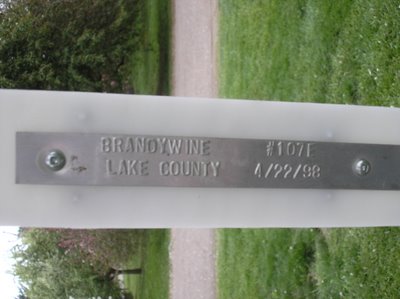 BRANDYWINE #107E
LAKE COUNTY 4/22/98